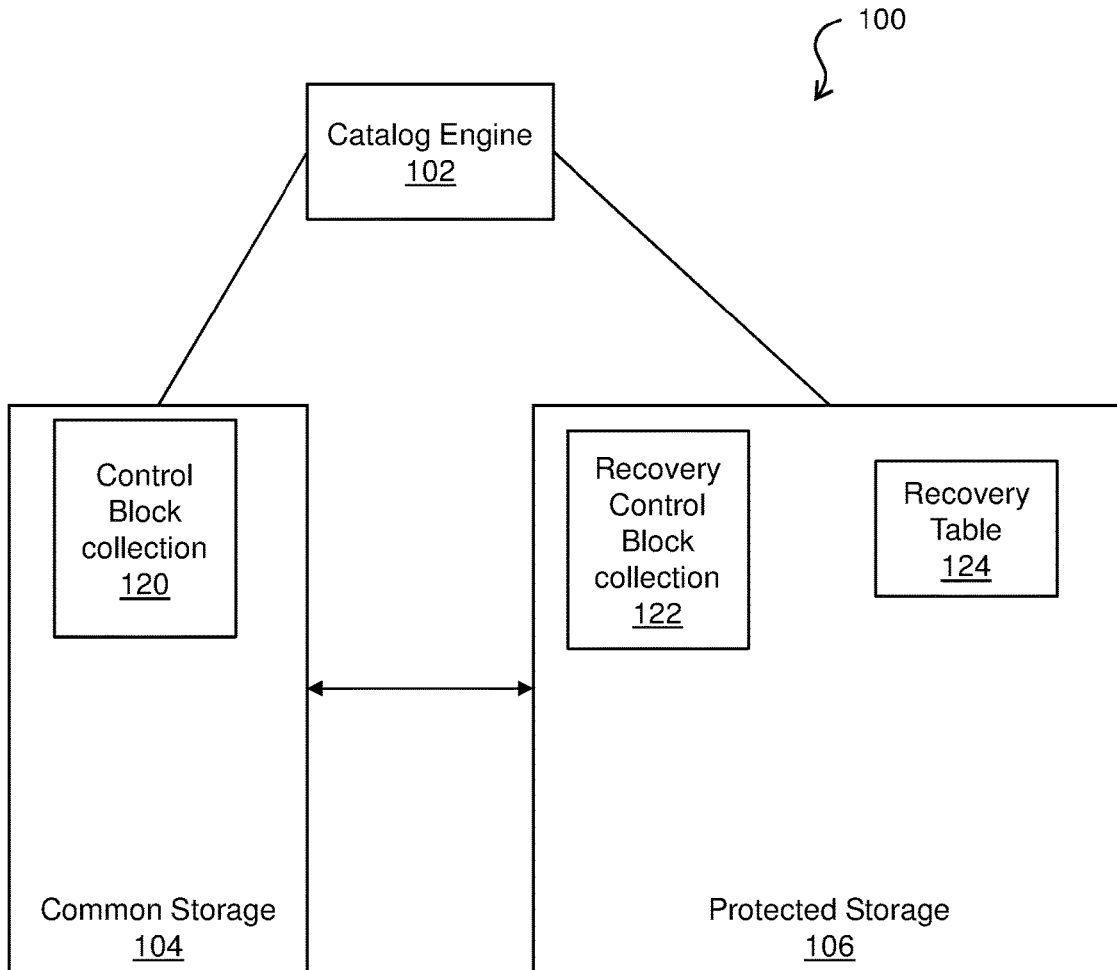 100
Catalog Engine
102
Control
Block
collection
120
Recovery
Control
Block
collection
122
Recovery
Table
124
Common Storage
104
Protected Storage
106